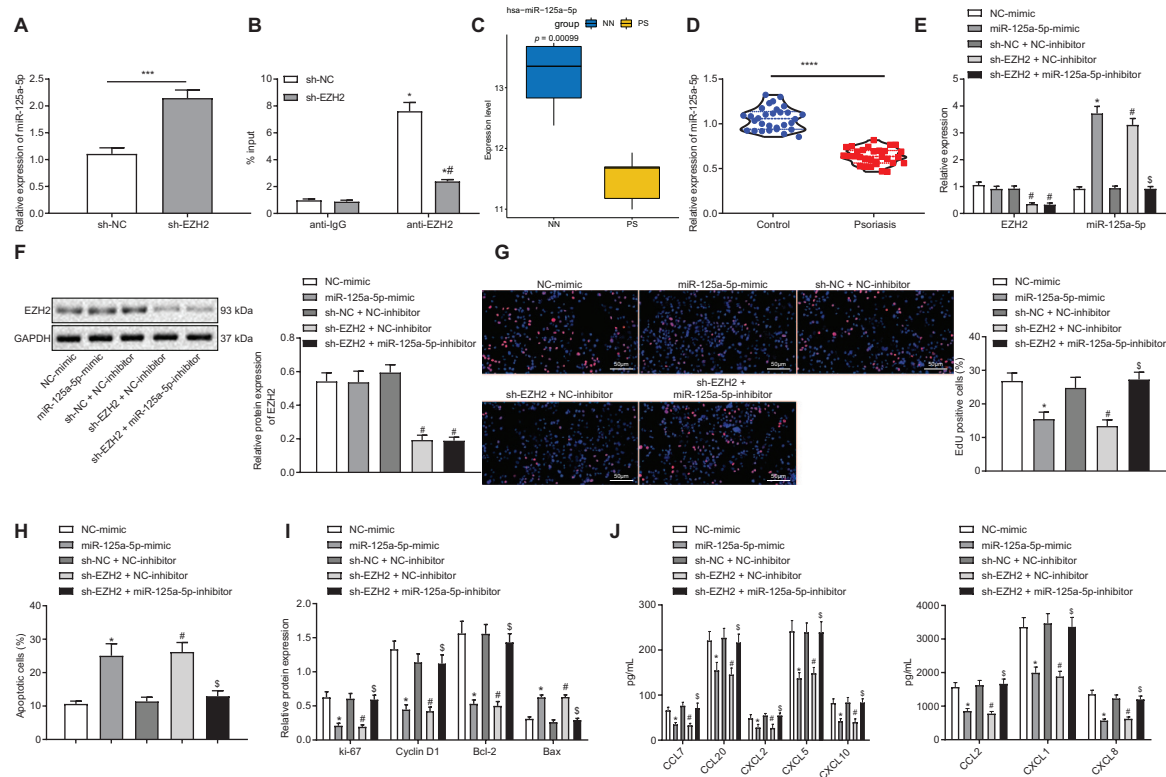 A
Relative expression of miR-125a-5p
2.5
2.0
1.5
1.0
0.5
0.0
***
sh-NC
sh-EZH2
B
% input
10
8
6
4
2
0
sh-NC
sh-EZH2
*
*#
anti-IgG
anti-EZH2
C
hsa-miR-125a-5p
group NN PS
p = 0.00099
Expression level
13
12
11
NN
PS
D
Relative expression of miR-125a-5p
2.0
1.5
1.0
0.5
0.0
****
Control
Psoriasis
E
NC-mimic
miR-125a-5p-mimic
sh-NC + NC-inhibitor
sh-EZH2 + NC-inhibitor
sh-EZH2 + miR-125a-5p-inhibitor
Relative expression
5
4
3
2
1
0
# #
* # $
EZH2
miR-125a-5p
F
EZH2
93 kDa
GAPDH
37 kDa
NC-mimic
miR-125a-5p-mimic
sh-NC + NC-inhibitor
sh-EZH2 + NC-inhibitor
sh-EZH2 + miR-125a-5p-inhibitor
NC-mimic
miR-125a-5p-mimic
sh-NC + NC-inhibitor
sh-EZH2 + NC-inhibitor
sh-EZH2 + miR-125a-5p-inhibitor
Relative protein expression
of EZH2
0.8
0.6
0.4
0.2
0.0
# #
G
NC-mimic
miR-125a-5p-mimic
sh-NC + NC-inhibitor
50μm
50μm
50μm
sh-EZH2 + NC-inhibitor
sh-EZH2 +
miR-125a-5p-inhibitor
50μm
50μm
NC-mimic
miR-125a-5p-mimic
sh-NC + NC-inhibitor
sh-EZH2 + NC-inhibitor
sh-EZH2 + miR-125a-5p-inhibitor
EdU positive cells (%)
40
30
20
10
0
* # $
H
NC-mimic
miR-125a-5p-mimic
sh-NC + NC-inhibitor
sh-EZH2 + NC-inhibitor
sh-EZH2 + miR-125a-5p-inhibitor
Apoptotic cells (%)
40
30
20
10
0
* # $
I
NC-mimic
miR-125a-5p-mimic
sh-NC + NC-inhibitor
sh-EZH2 + NC-inhibitor
sh-EZH2 + miR-125a-5p-inhibitor
Relative protein expression
2.0
1.5
1.0
0.5
0.0
* # $
* # $
* # $
* # $
ki-67
Cyclin D1
Bcl-2
Bax
J
NC-mimic
miR-125a-5p-mimic
sh-NC + NC-inhibitor
sh-EZH2 + NC-inhibitor
sh-EZH2 + miR-125a-5p-inhibitor
pg/mL
300
250
200
150
100
50
0
* # $
* # $
* # $
* # $
* # $
CCL7
CCL20
CXCL2
CXCL5
CXCL10
NC-mimic
miR-125a-5p-mimic
sh-NC + NC-inhibitor
sh-EZH2 + NC-inhibitor
sh-EZH2 + miR-125a-5p-inhibitor
pg/mL
4000
3000
2000
1000
0
* # $
* # $
* # $
CCL2
CXCL1
CXCL8